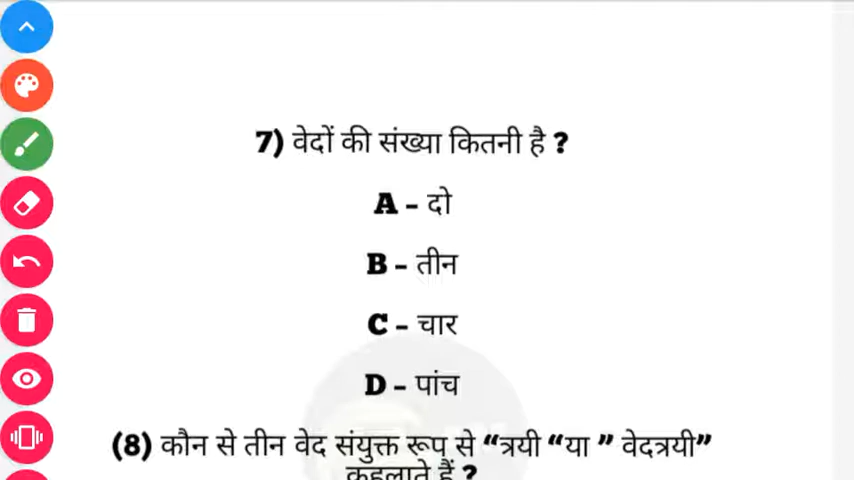 7) वेदों की संख्या कितनी है ?
A – दो
B – तीन
C – चार
D – पांच
(8) कौन से तीन वेद संयुक्त रूप से “त्रयी “या ” वेदत्रयी”
कहलाते हैं ?